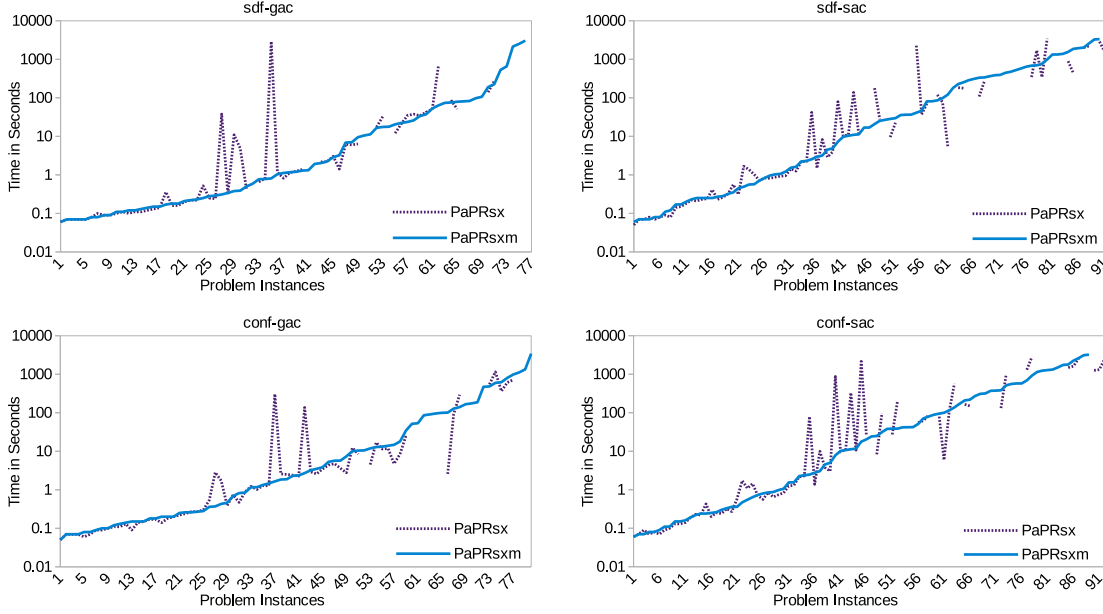 sdf-gac
Time in Seconds
10000
1000
100
10
1
0.1
0.01
PaPRsx
PaPRsxm
1 5 9 13 17 21 25 29 33 37 41 45 49 53 57 61 65 69 73 77
Problem Instances
sdf-sac
Time in Seconds
10000
1000
100
10
1
0.1
0.01
PaPRsx
PaPRsxm
1 6 11 16 21 26 31 36 41 46 51 56 61 66 71 76 81 86 91
Problem Instances
conf-gac
Time in Seconds
10000
1000
100
10
1
0.1
0.01
PaPRsx
PaPRsxm
1 5 9 13 17 21 25 29 33 37 41 45 49 53 57 61 65 69 73 77
Problem Instances
conf-sac
Time in Seconds
10000
1000
100
10
1
0.1
0.01
PaPRsx
PaPRsxm
1 6 11 16 21 26 31 36 41 46 51 56 61 66 71 76 81 86 91
Problem Instances